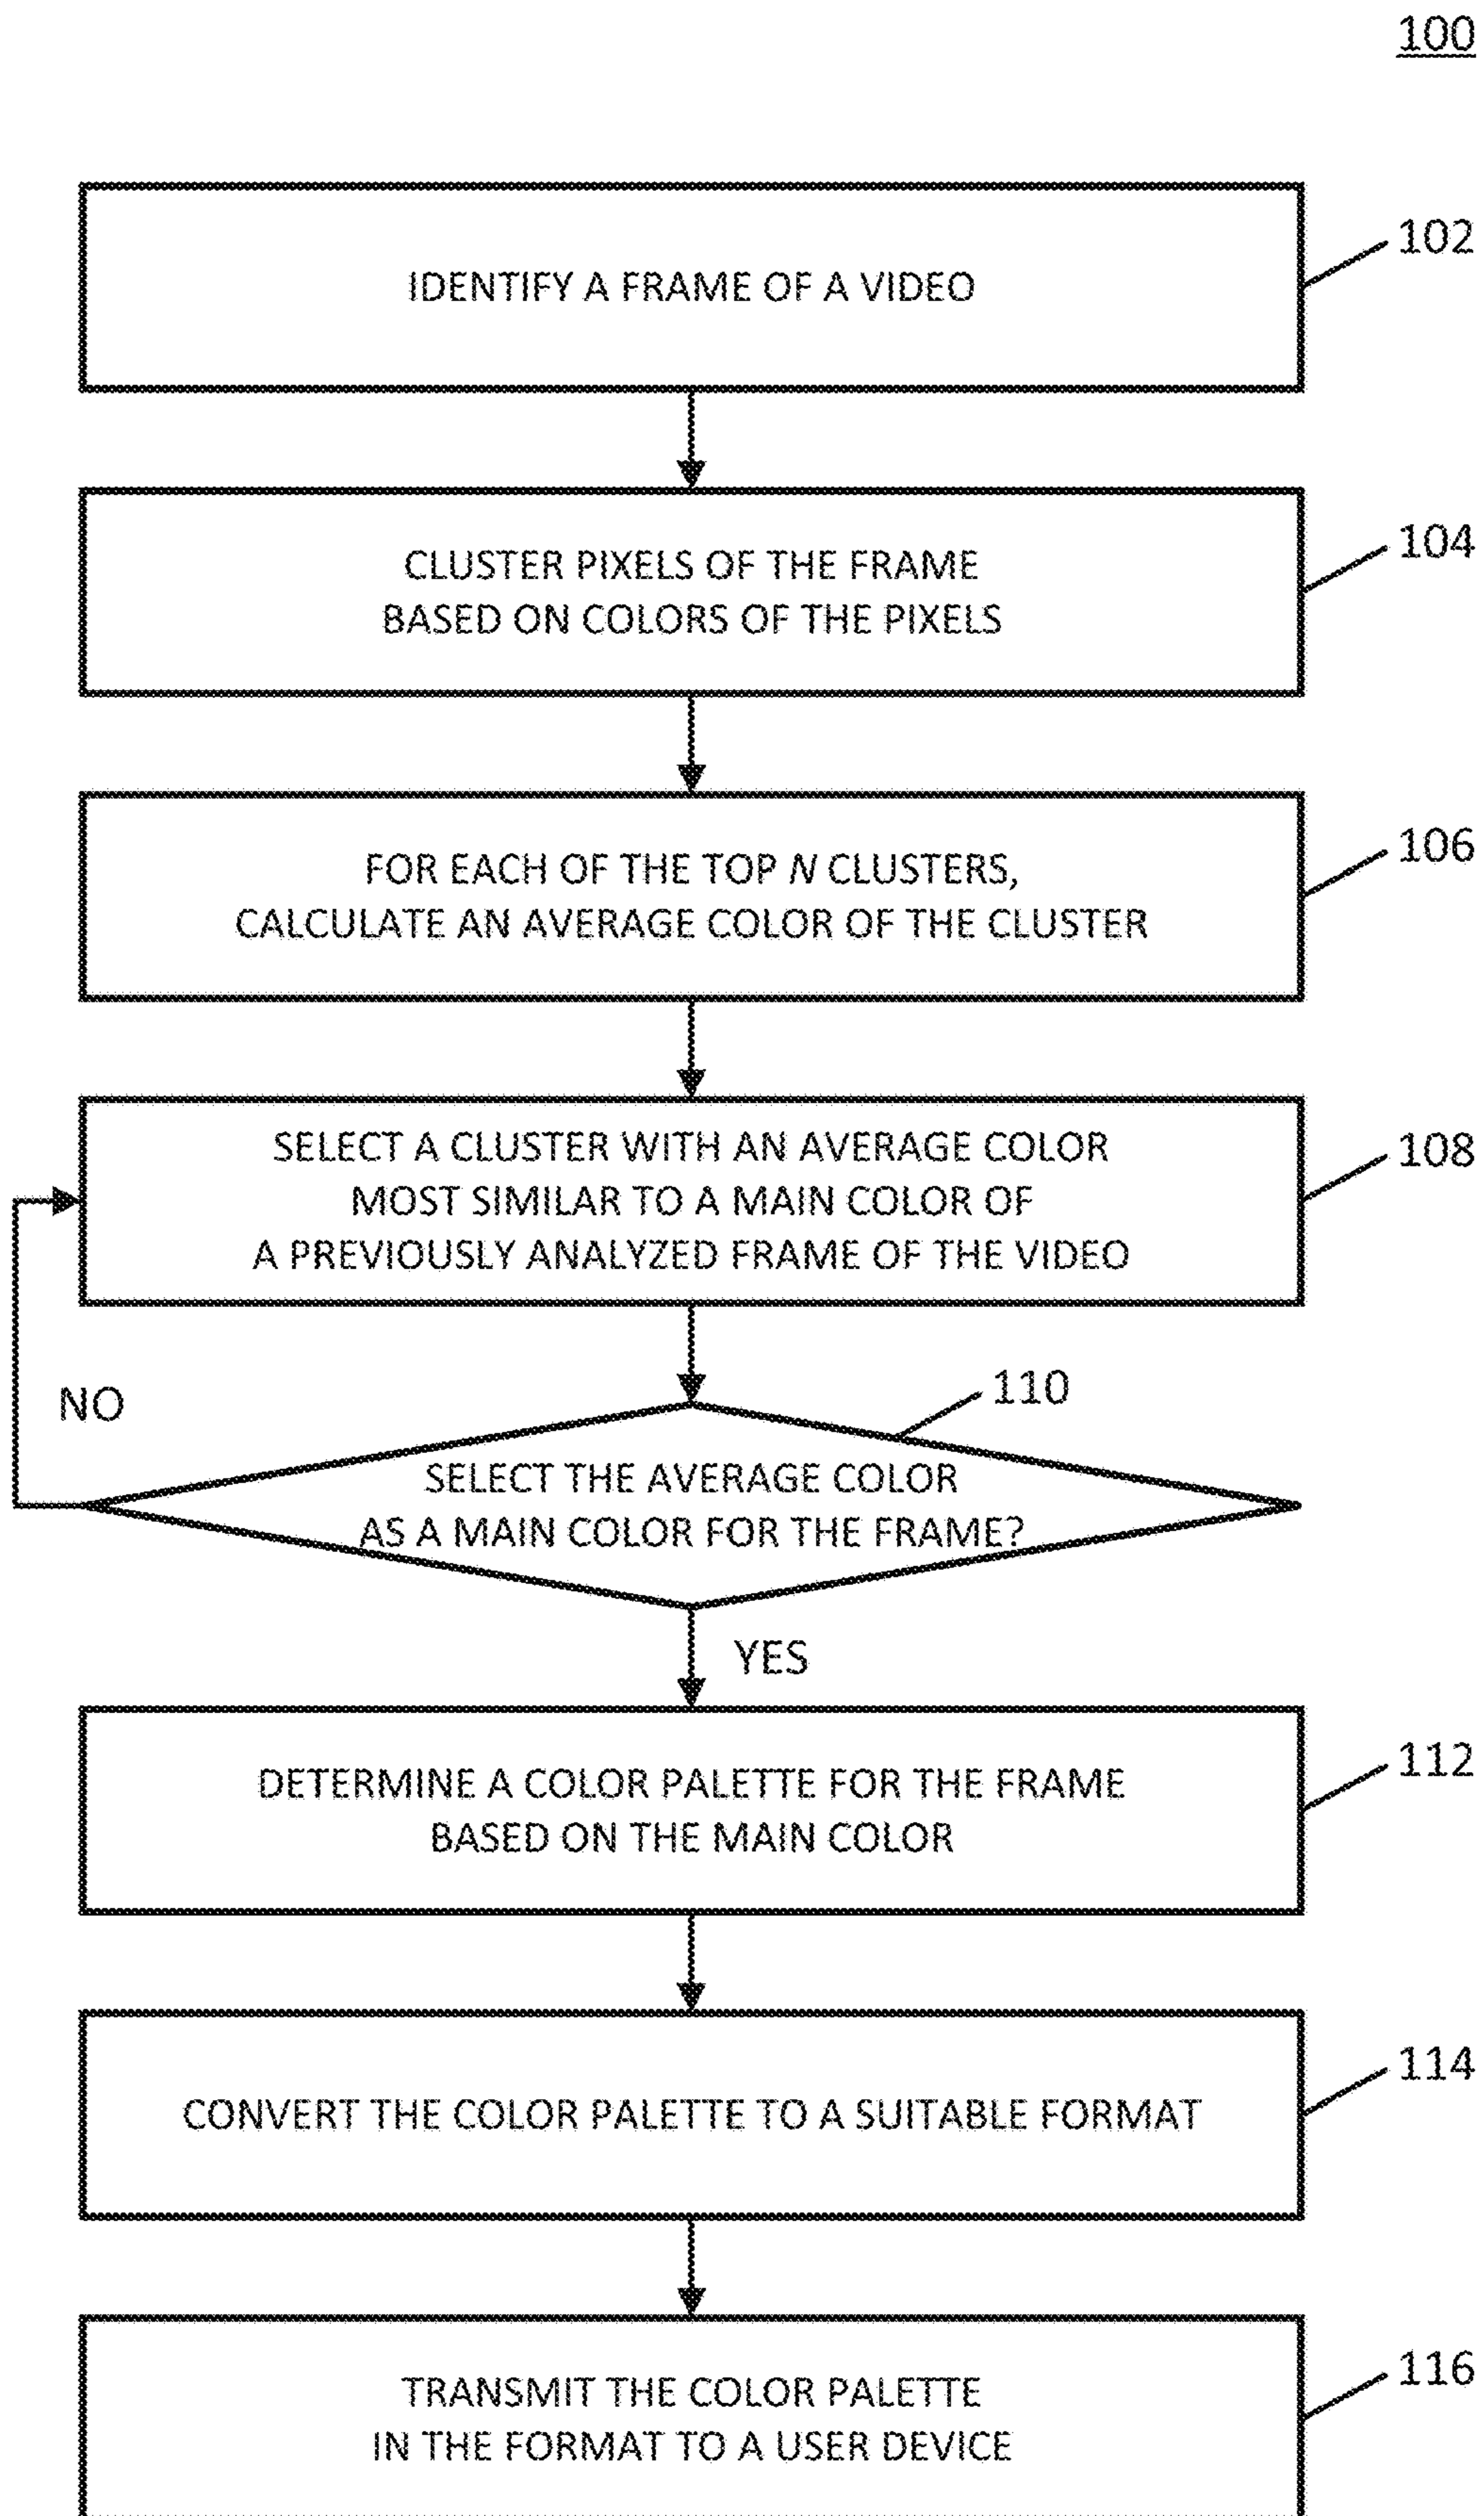 100
IDENTIFY A FRAME OF A VIDEO
102
CLUSTER PIXELS OF THE FRAME
BASED ON COLORS OF THE PIXELS
104
FOR EACH OF THE TOP N CLUSTERS,
CALCULATE AN AVERAGE COLOR OF THE CLUSTER
106
SELECT A CLUSTER WITH AN AVERAGE COLOR
MOST SIMILAR TO A MAIN COLOR OF
A PREVIOUSLY ANALYZED FRAME OF THE VIDEO
108
NO
110
SELECT THE AVERAGE COLOR
AS A MAIN COLOR FOR THE FRAME?
YES
DETERMINE A COLOR PALETTE FOR THE FRAME
BASED ON THE MAIN COLOR
112
CONVERT THE COLOR PALETTE TO A SUITABLE FORMAT
114
TRANSMIT THE COLOR PALETTE
IN THE FORMAT TO A USER DEVICE
116